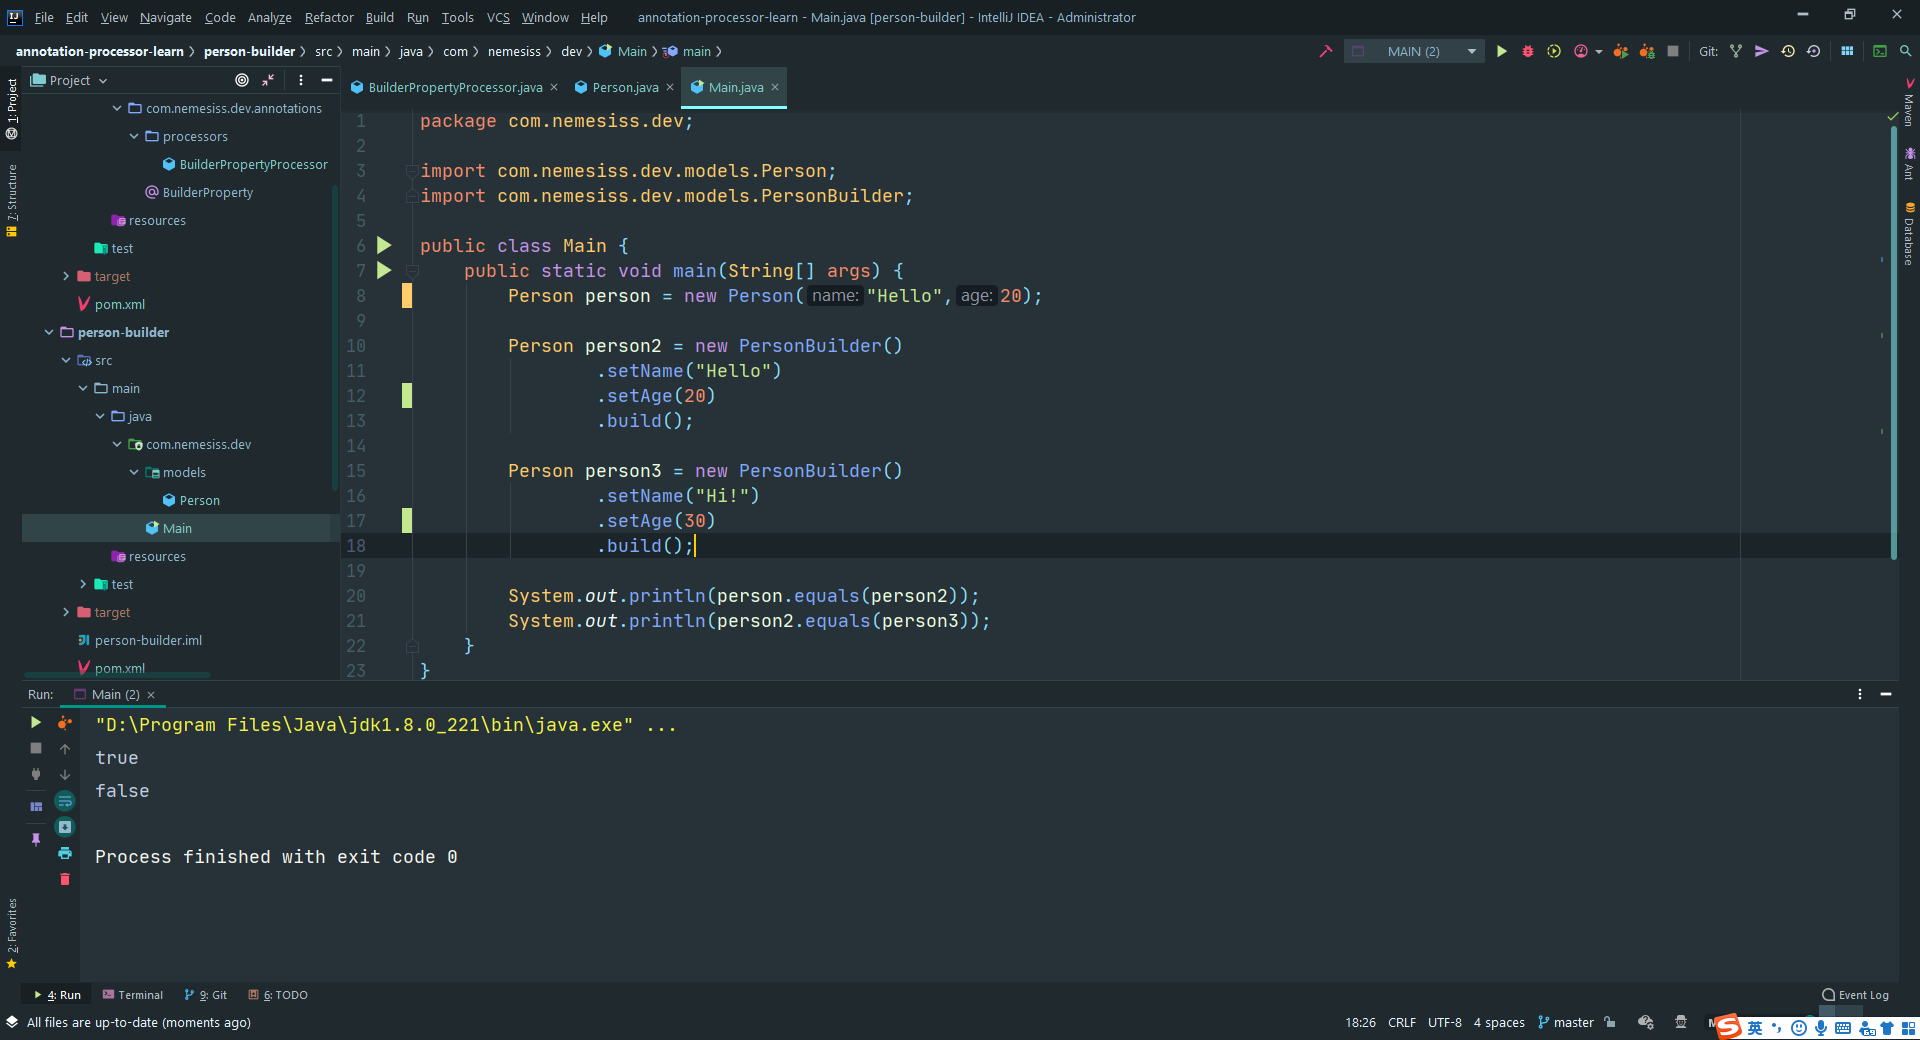 File Edit View Navigate Code Analyze Refactor Build Run Tools VCS Window Help annotation-processor-learn - Main.java [person-builder] - IntelliJ IDEA - Administrator
annotation-processor-learn person-builder src main java com nemesiss dev Main main MAIN (2) Git:
1: Project
7: Structure
2: Favorites
Project
com.nemesiss.dev.annotations
processors
BuilderPropertyProcessor
BuilderProperty
resources
test
target
pom.xml
person-builder
src
main
java
com.nemesiss.dev
models
Person
Main
resources
test
target
person-builder.iml
pom.xml
BuilderPropertyProcessor.java Person.java Main.java
1 package com.nemesiss.dev;
2
3 import com.nemesiss.dev.models.Person;
4 import com.nemesiss.dev.models.PersonBuilder;
5
6 public class Main {
7 public static void main(String[] args) {
8 Person person = new Person( name: "Hello", age: 20);
9
10 Person person2 = new PersonBuilder()
11 .setName("Hello")
12 .setAge(20)
13 .build();
14
15 Person person3 = new PersonBuilder()
16 .setName("Hi!")
17 .setAge(30)
18 .build();
19
20 System.out.println(person.equals(person2));
21 System.out.println(person2.equals(person3));
22 }
23 }
Maven
Ant
Database
Run: Main (2)
"D:\Program Files\Java\jdk1.8.0_221\bin\java.exe" ...
true
false
Process finished with exit code 0
4: Run Terminal 9: Git 6: TODO Event Log
All files are up-to-date (moments ago) 18:26 CRLF UTF-8 4 spaces master
英